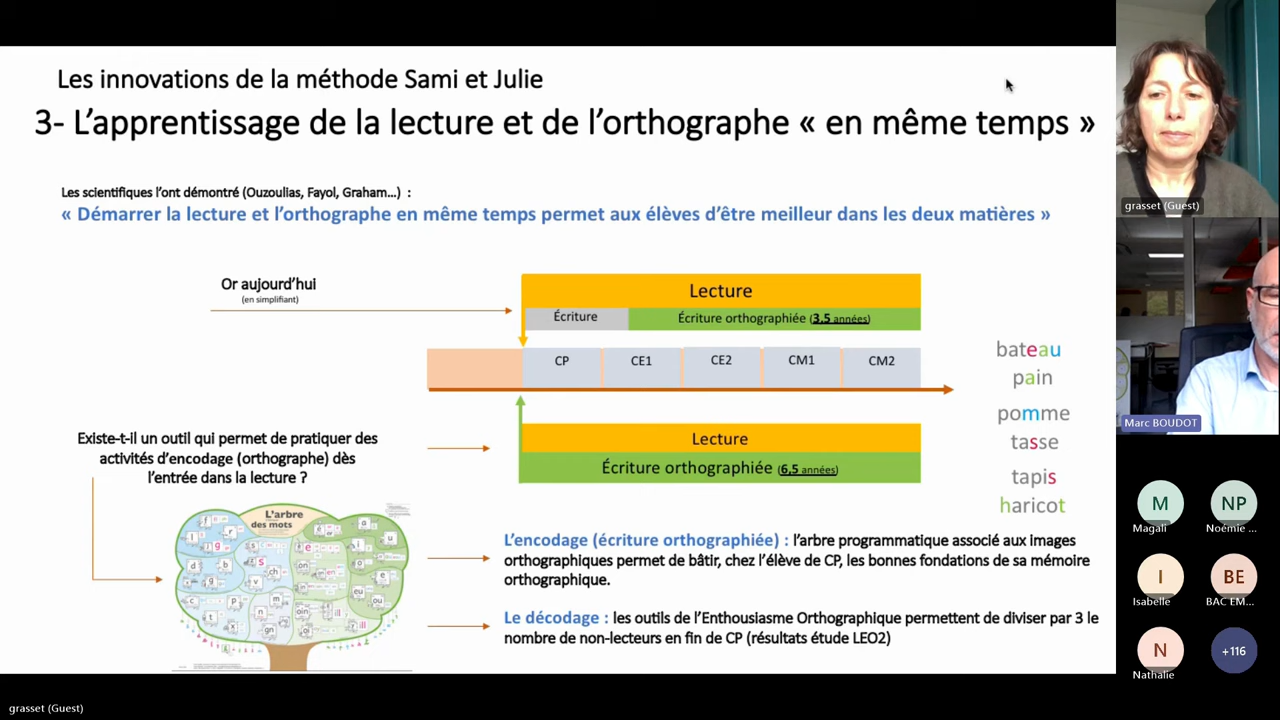 Les innovations de la méthode Sami et Julie
3- L’apprentissage de la lecture et de l’orthographe « en même temps »
Les scientifiques l’ont démontré (Ouzoulias, Fayol, Graham...) :
« Démarrer la lecture et l’orthographe en même temps permet aux élèves d’être meilleur dans les deux matières »
Or aujourd’hui
(en simplifiant)
Lecture
Écriture
Écriture orthographiée (3,5 années)
CP
CE1
CE2
CM1
CM2
Existe-t-il un outil qui permet de pratiquer des
activités d’encodage (orthographe) dès
l’entrée dans la lecture ?
Lecture
Écriture orthographiée (6,5 années)
bateau
pain
pomme
tasse
tapis
haricot
L’arbre
des mots
L’encodage (écriture orthographiée) : l’arbre programmatique associé aux images
orthographiques permet de bâtir, chez l’élève de CP, les bonnes fondations de sa mémoire
orthographique.
Le décodage : les outils de l’Enthousiasme Orthographique permettent de diviser par 3 le
nombre de non-lecteurs en fin de CP (résultats étude LEO2)
grasset (Guest)
Marc BOUDOT
M
Magali
NP
Noémie ...
I
Isabelle
BE
BAC EM...
N
Nathalie
+116
grasset (Guest)